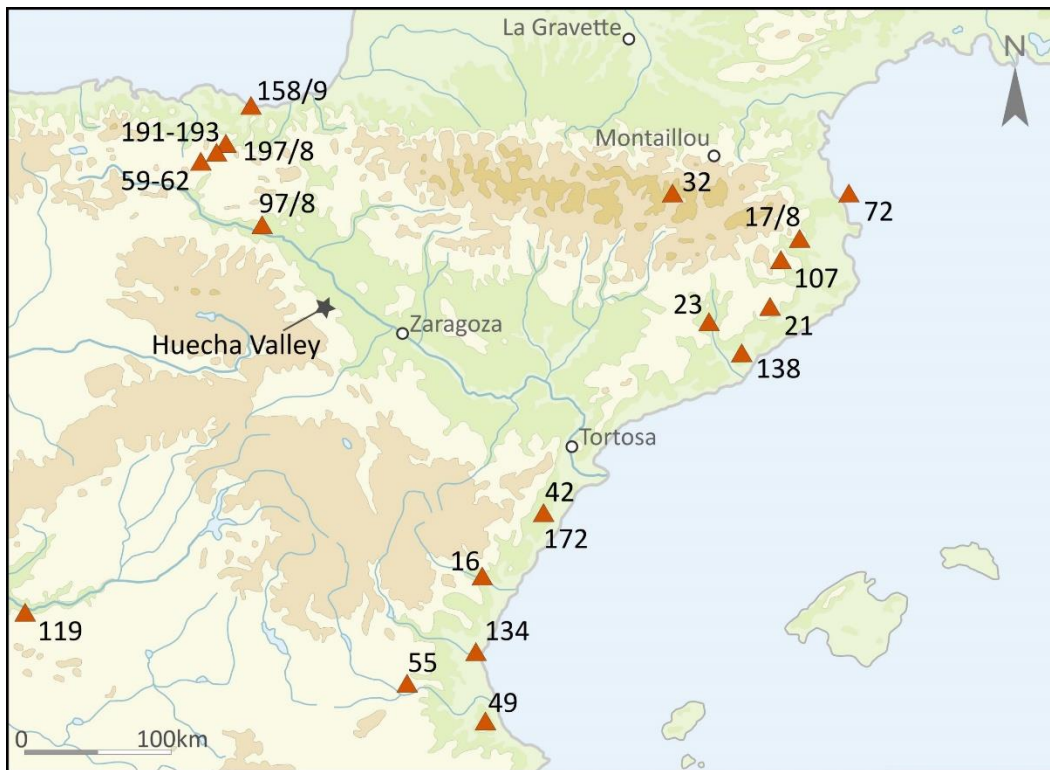 La Gravette
N
158/9
191-193
197/8
59-62
Montaillou
32
72
97/8
17/8
107
23
21
Zaragoza
Huecha Valley
138
Tortosa
42
172
16
119
134
55
49
0
100km